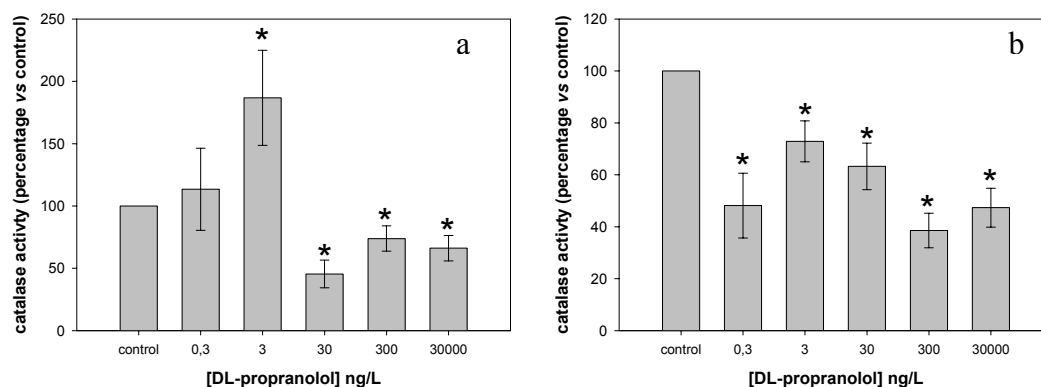 250
200
150
100
50
0
catalase activty (percentage vs control)
a
*
*
*
*
control 0,3 3 30 300 30000
[DL-propranolol] ng/L
120
100
80
60
40
20
0
catalase activty (percentage vs control)
b
*
*
*
*
*
control 0,3 3 30 300 30000
[DL-propranolol] ng/L